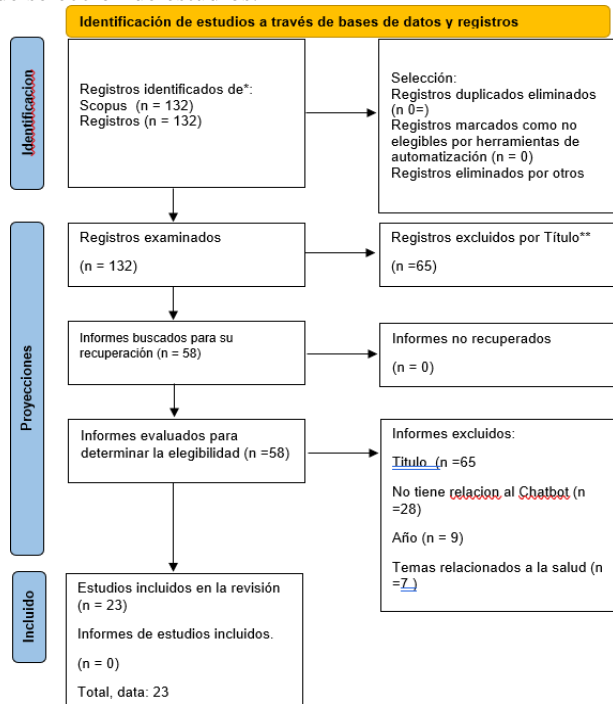 Identificación de estudios a través de bases de datos y registros
Identificacion
Registros identificados de*:
Scopus (n = 132)
Registros (n = 132)
Selección:
Registros duplicados eliminados
(n 0=)
Registros marcados como no
elegibles por herramientas de
automatización (n = 0)
Registros eliminados por otros
Proyecciones
Registros examinados
(n = 132)
Registros excluidos por Título**
(n =65)
Informes buscados para su
recuperación (n = 58)
Informes no recuperados
(n = 0)
Informes evaluados para
determinar la elegibilidad (n =58)
Informes excluidos:
Titulo (n =65
No tiene relacion al Chatbot (n
=28)
Año (n = 9)
Temas relacionados a la salud (n
=7 )
Incluido
Estudios incluidos en la revisión
(n = 23)
Informes de estudios incluidos.
(n = 0)
Total, data: 23